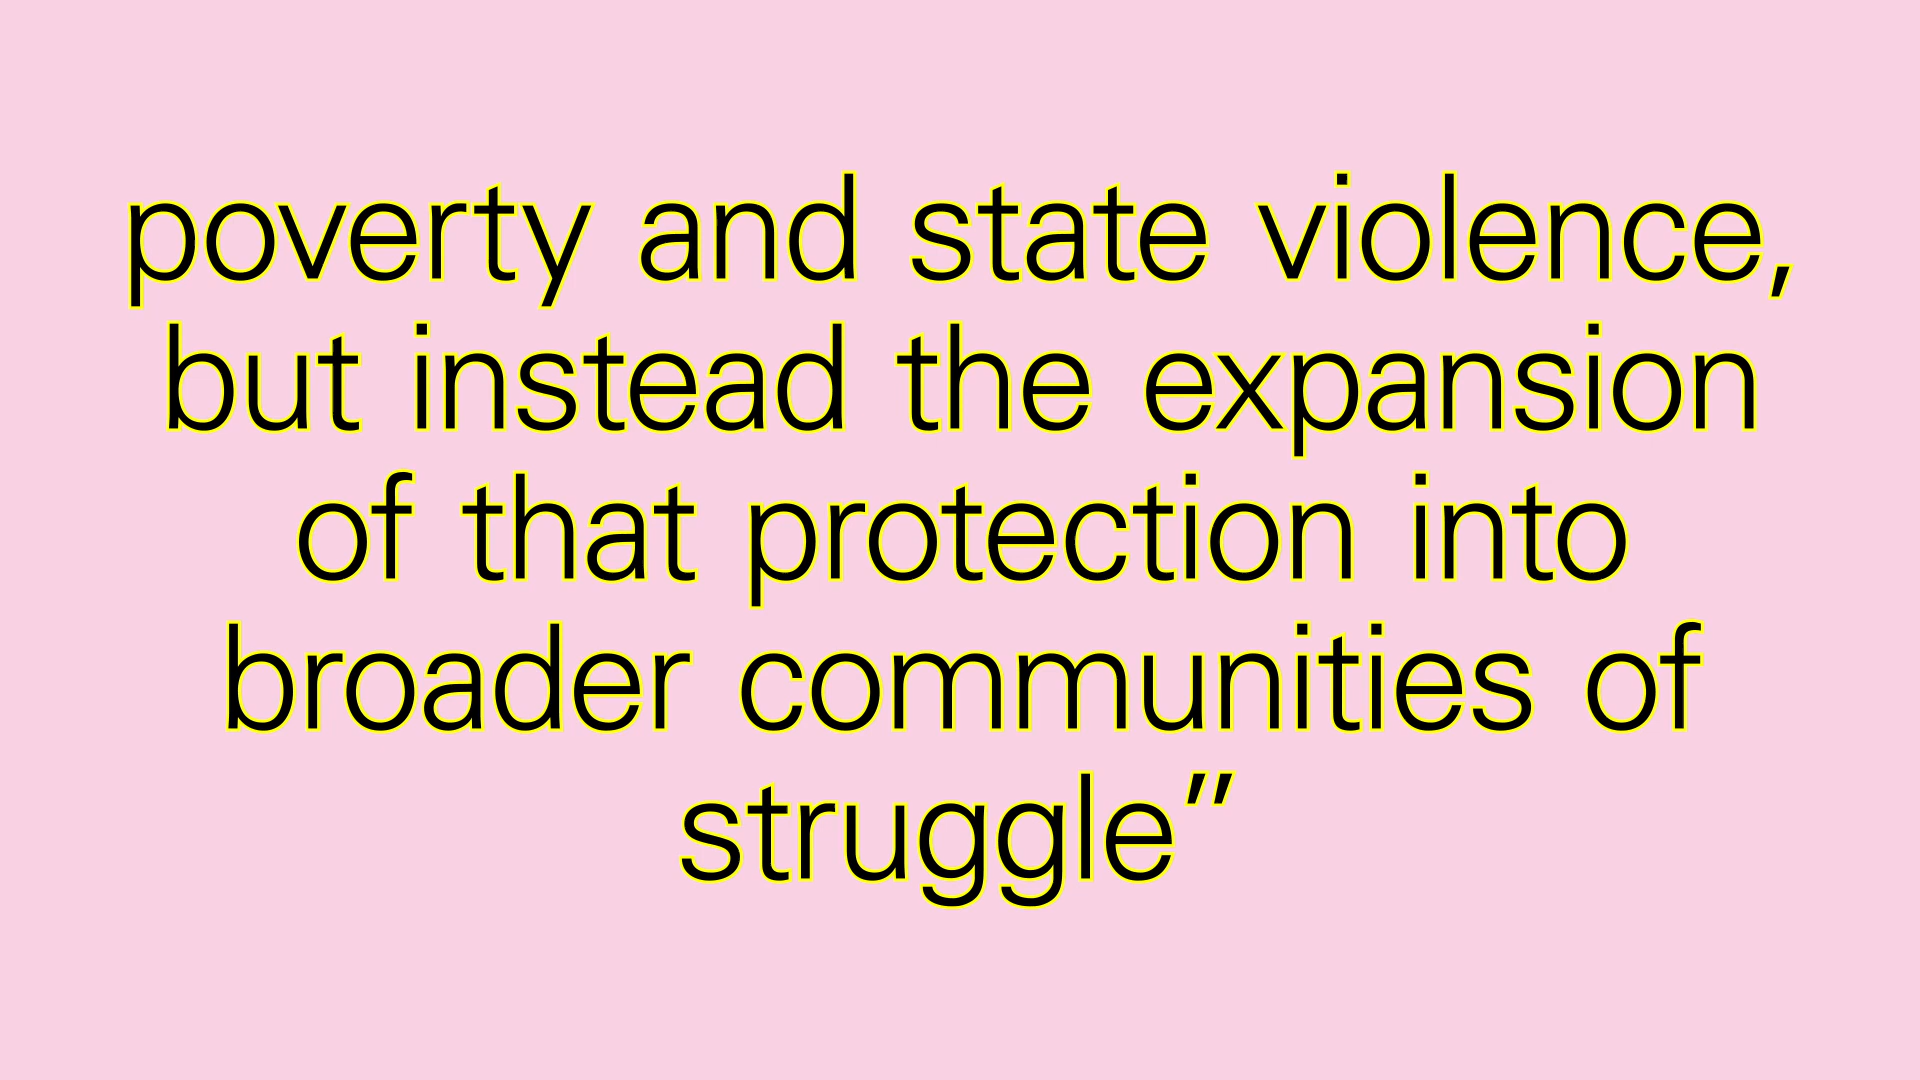 poverty and state violence,
but instead the expansion
of that protection into
broader communities of
struggle”